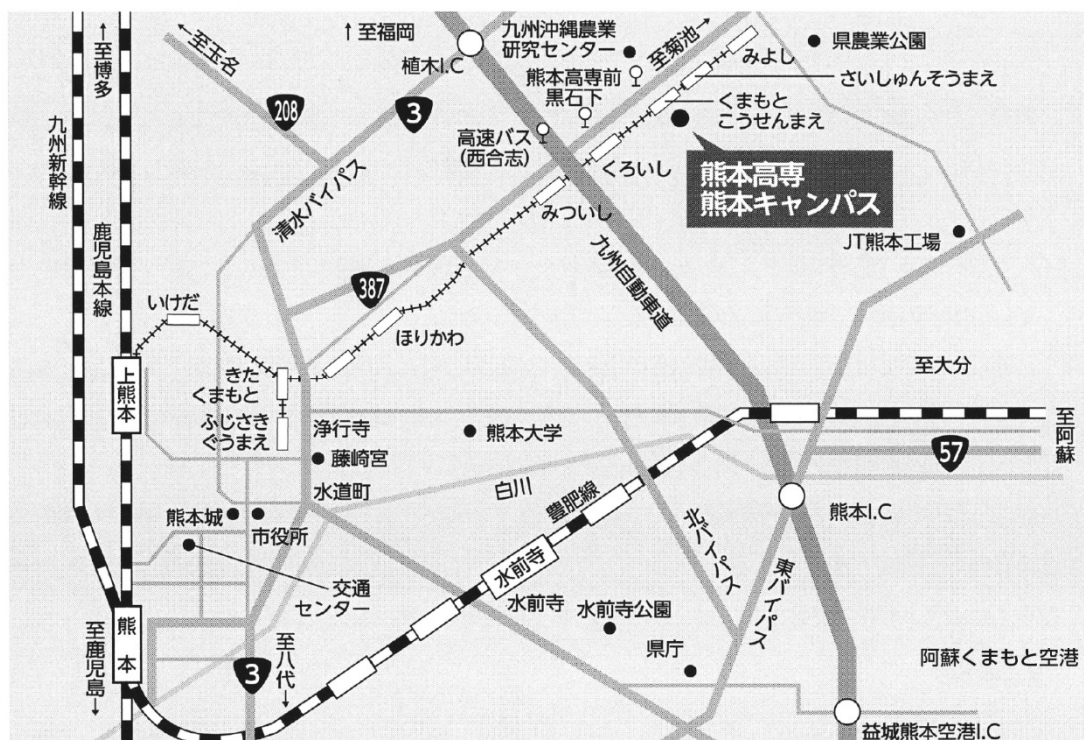 ↑至博多
←至玉名
↑至福岡
植木I.C
九州沖縄農業
研究センター
至菊池→
みよし
県農業公園
さいしゅんそうまえ
熊本高専前
黒石下
くまもと
こうせんまえ
208
3
高速バス
(西合志)
くろいし
熊本高専
熊本キャンパス
九州新幹線
鹿児島本線
清水バイパス
みついし
JT熊本工場
九州自動車道
387
いけだ
ほりかわ
至大分
上熊本
きた
くまもと
ふじさき
ぐうまえ
浄行寺
熊本大学
至阿蘇
藤崎宮
57
水道町
白川
豊肥線
熊本城
市役所
熊本I.C
北バイパス
東バイパス
交通
センター
水前寺
水前寺
水前寺公園
熊本
至鹿児島↓
3
至八代↓
県庁
阿蘇くまもと空港
益城熊本空港I.C